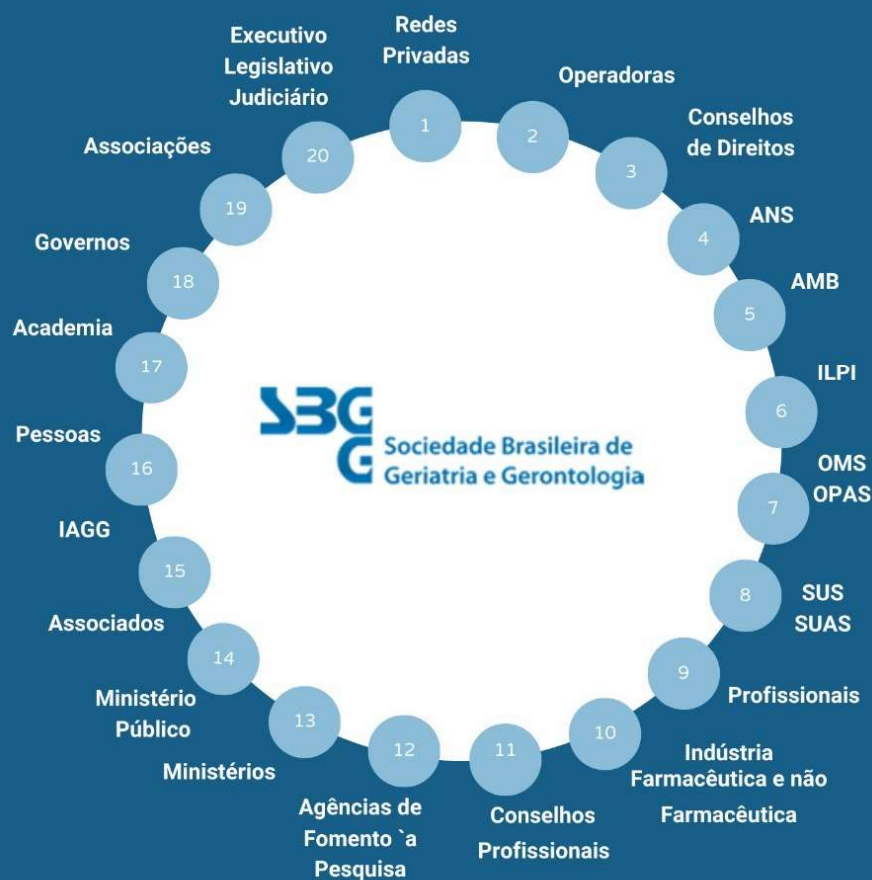 Redes
Privadas
1
Operadoras
2
Conselhos
de Direitos
3
ANS
4
AMB
5
ILPI
6
OMS
OPAS
7
SUS
SUAS
8
Profissionais
9
Indústria
Farmacêutica e não
Farmacêutica
10
Conselhos
Profissionais
11
Agências de
Fomento `a
Pesquisa
12
Ministérios
13
Ministério
Público
14
Associados
15
IAGG
16
Pessoas
17
Academia
18
Governos
19
Associações
20
Executivo
Legislativo
Judiciário
SBGG
Sociedade Brasileira de
Geriatria e Gerontologia